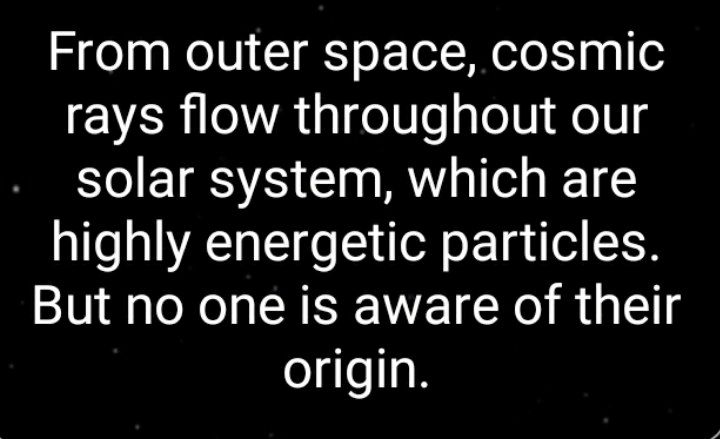 From outer space, cosmic
rays flow throughout our
solar system, which are
highly energetic particles.
But no one is aware of their
origin.